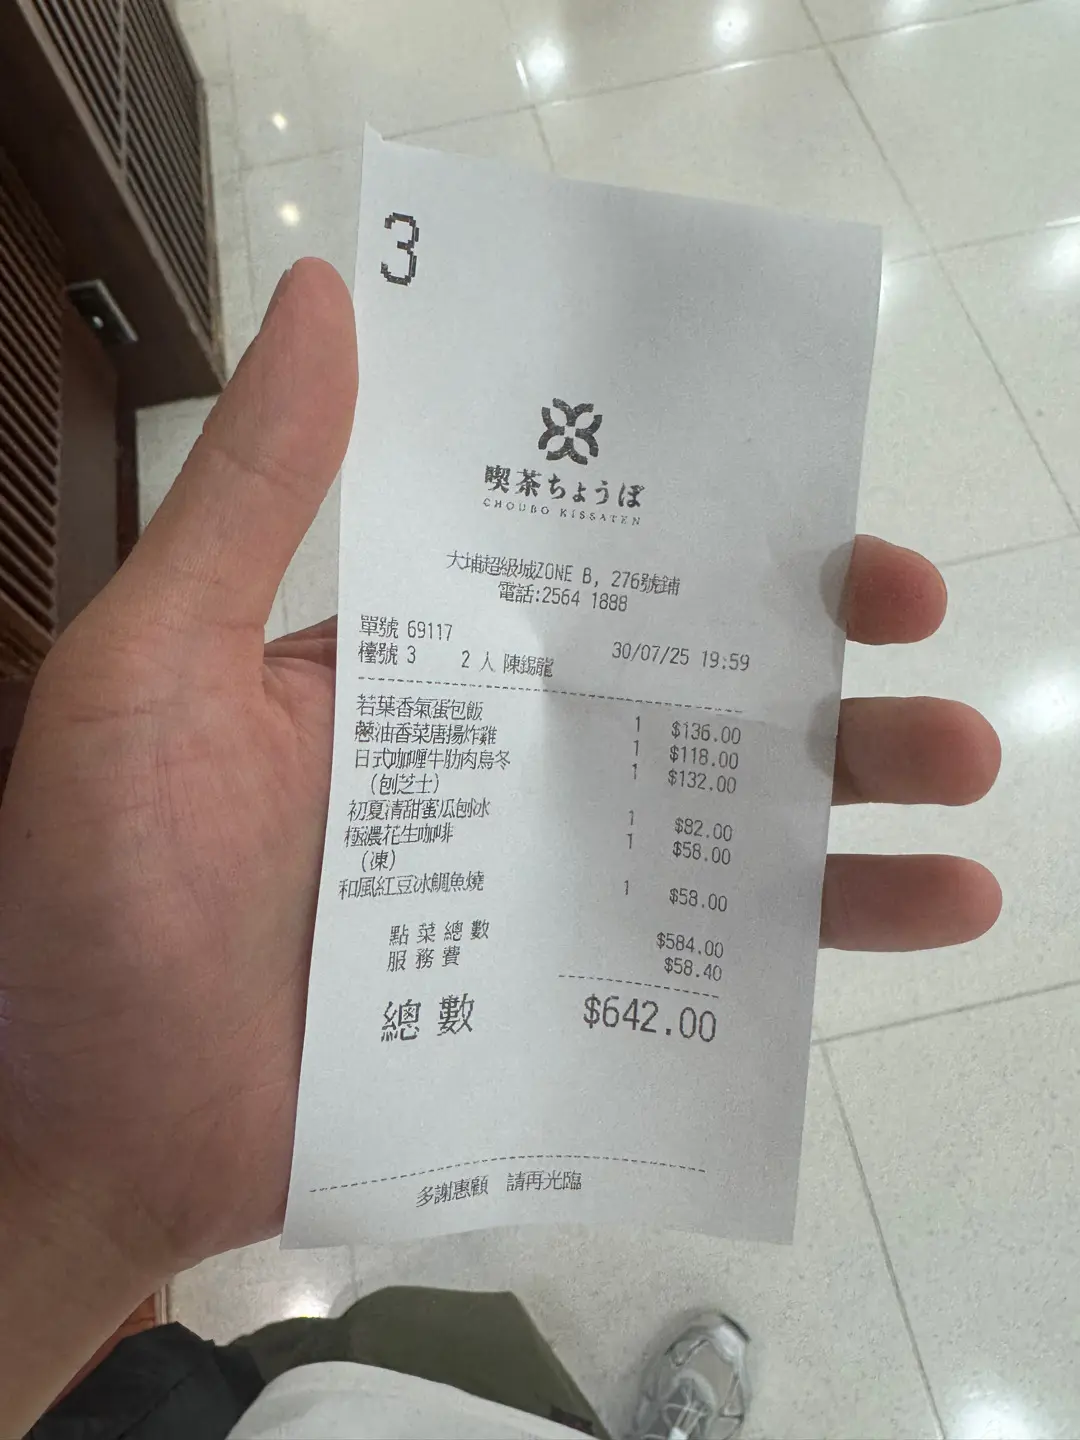 3
喫茶ちょうぼ
CHOUBO KISSATEN
大埔超級城ZONE B, 276號鋪
電話:2564 1888
單號 69117
30/07/25 19:59
檯號 3 2 人 陳錫龍
若葉香氣蛋包飯 1 $136.00
蔥油香菜唐揚炸雞 1 $118.00
日式咖喱牛肋肉烏冬 1 $132.00
(刨芝士)
初夏清甜蜜瓜刨冰 1 $82.00
極濃花生咖啡 1 $58.00
(凍)
和風紅豆冰鯛魚燒 1 $58.00
點菜總數 $584.00
服務費 $58.40
總數 $642.00
多謝惠顧 請再光臨